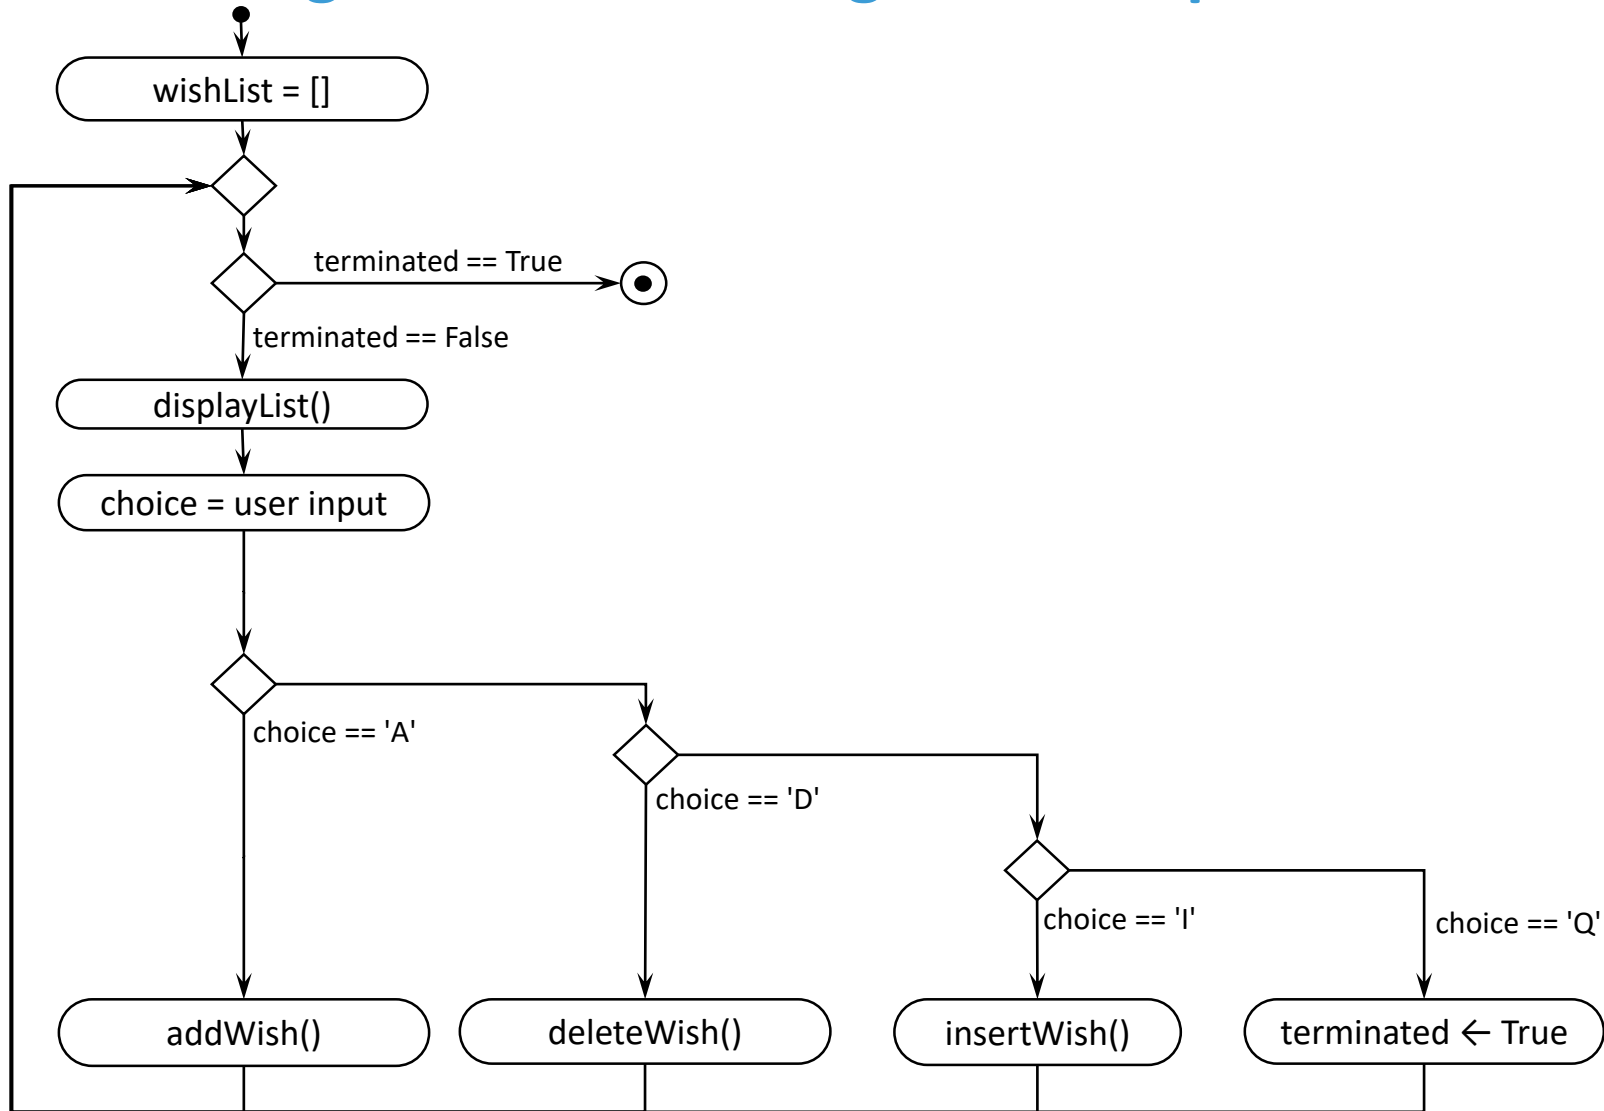 wishList = []
terminated == True
terminated == False
displayList()
choice = user input
choice == 'A'
choice == 'D'
choice == 'I'
choice == 'Q'
addWish()
deleteWish()
insertWish()
terminated ← True